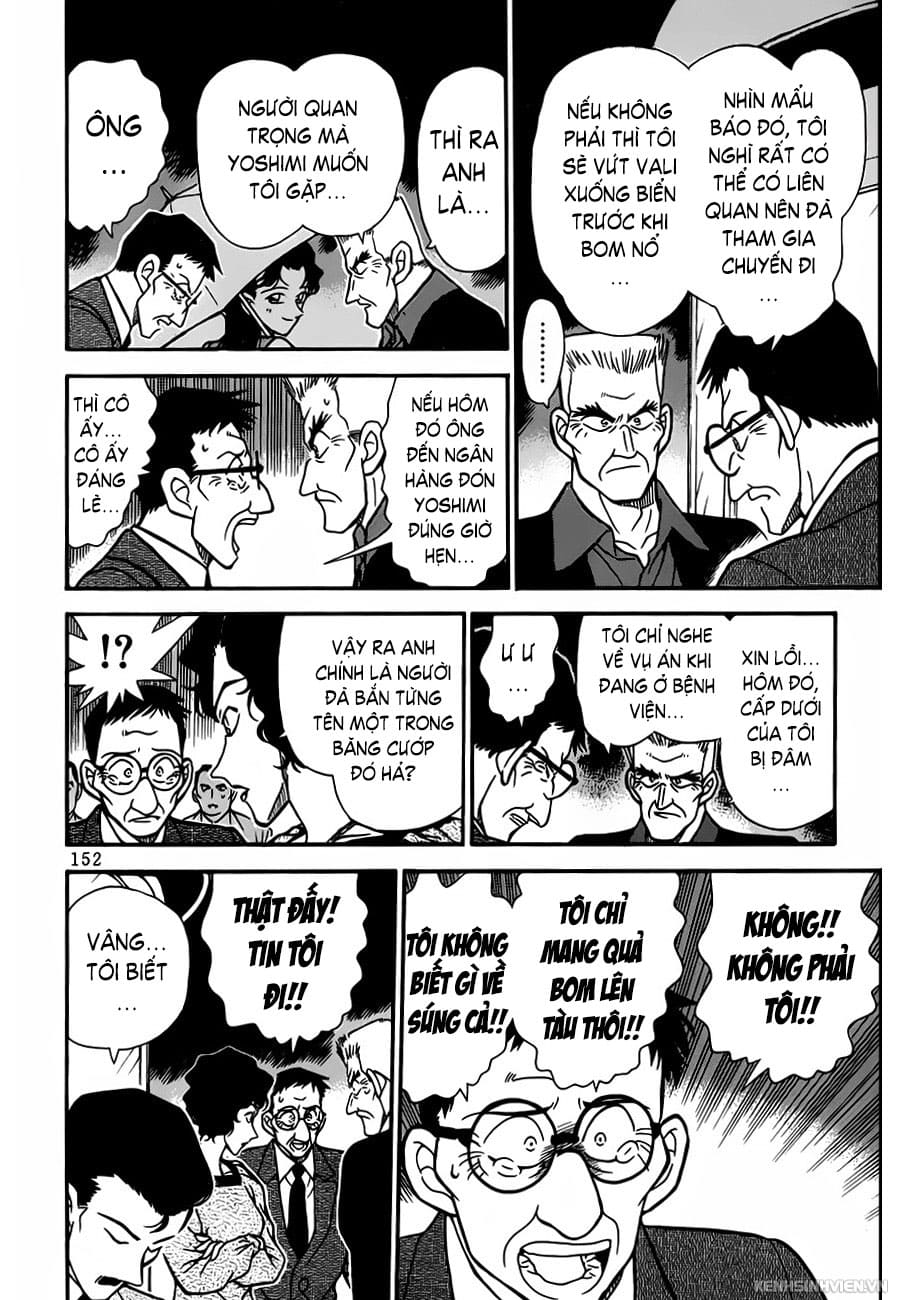 NHÌN MẨU
BÁO ĐÓ, TÔI
NGHĨ RẤT CÓ
THỂ CÓ LIÊN
QUAN NÊN ĐÃ
THAM GIA
CHUYẾN ĐI
...
NẾU KHÔNG
PHẢI THÌ TÔI
SẼ VỨT VALI
XUỐNG BIỂN
TRƯỚC KHI
BOM NỔ
...
........
THÌ RA
ANH
LÀ...
NGƯỜI QUAN
TRỌNG MÀ
YOSHIMI MUỐN
TÔI GẶP...
ÔNG
...
NẾU HÔM
ĐÓ ÔNG
ĐẾN NGÂN
HÀNG ĐÓN
YOSHIMI
ĐÚNG GIỜ
HẸN...
THÌ CÔ
ẤY...
CÔ ẤY
ĐÁNG
LẼ...
XIN LỖI...
HÔM ĐÓ,
CẤP DƯỚI
CỦA TÔI
BỊ ĐÂM
...
TÔI CHỈ NGHE
VỀ VỤ ÁN KHI
ĐANG Ở BỆNH
VIỆN...
Ư Ư
...
VẬY RA ANH
CHÍNH LÀ NGƯỜI
ĐÃ BẮN TỪNG
TÊN MỘT TRONG
BĂNG CƯỚP
ĐÓ HẢ?
!?
152
KHÔNG!!
KHÔNG PHẢI
TÔI!!
TÔI CHỈ
MANG QUẢ
BOM LÊN
TÀU THÔI!!
TÔI KHÔNG
BIẾT GÌ VỀ
SÚNG CẢ!!
THẬT ĐẤY!
TIN TÔI
ĐI!!
VÂNG...
TÔI BIẾT
...
KENHSINHVIEN.VN